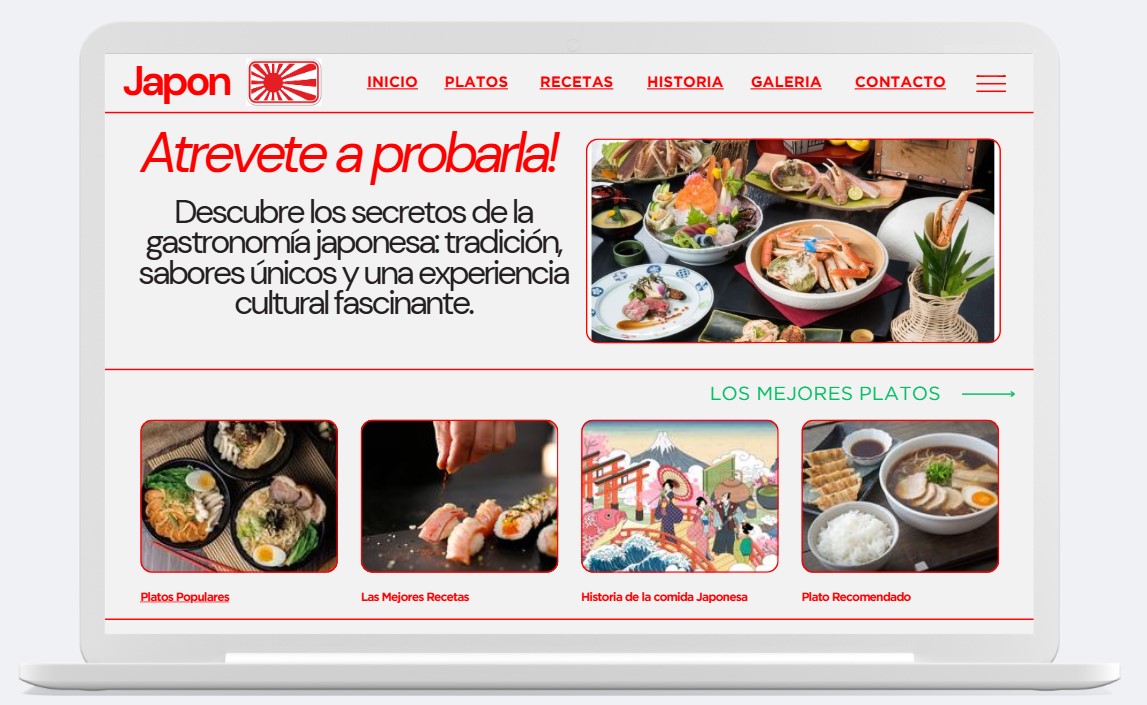 Japon
INICIO PLATOS RECETAS HISTORIA GALERIA CONTACTO
Atrevete a probarla!
Descubre los secretos de la
gastronomía japonesa: tradición,
sabores únicos y una experiencia
cultural fascinante.
LOS MEJORES PLATOS
Platos Populares
Las Mejores Recetas
Historia de la comida Japonesa
Plato Recomendado